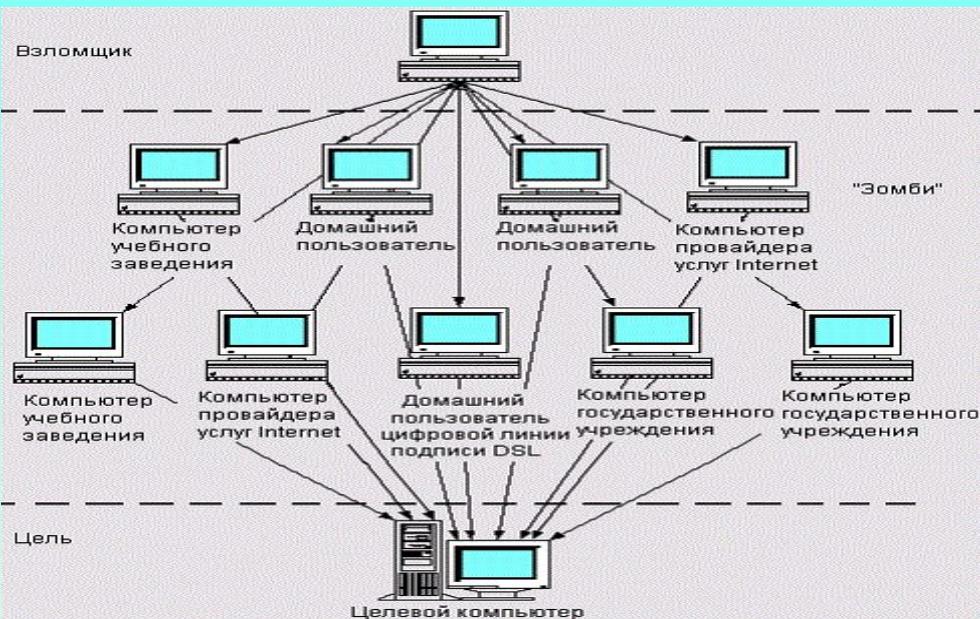 Взломщик
"Зомби"
Компьютер
учебного
заведения
Домашний
пользователь
Домашний
пользователь
Компьютер
провайдера
услуг Internet
Компьютер
учебного
заведения
Компьютер
провайдера
услуг Internet
Домашний
пользователь
цифровой линии
подписи DSL
Компьютер
государственного
учреждения
Компьютер
государственного
учреждения
Цель
Целевой компьютер